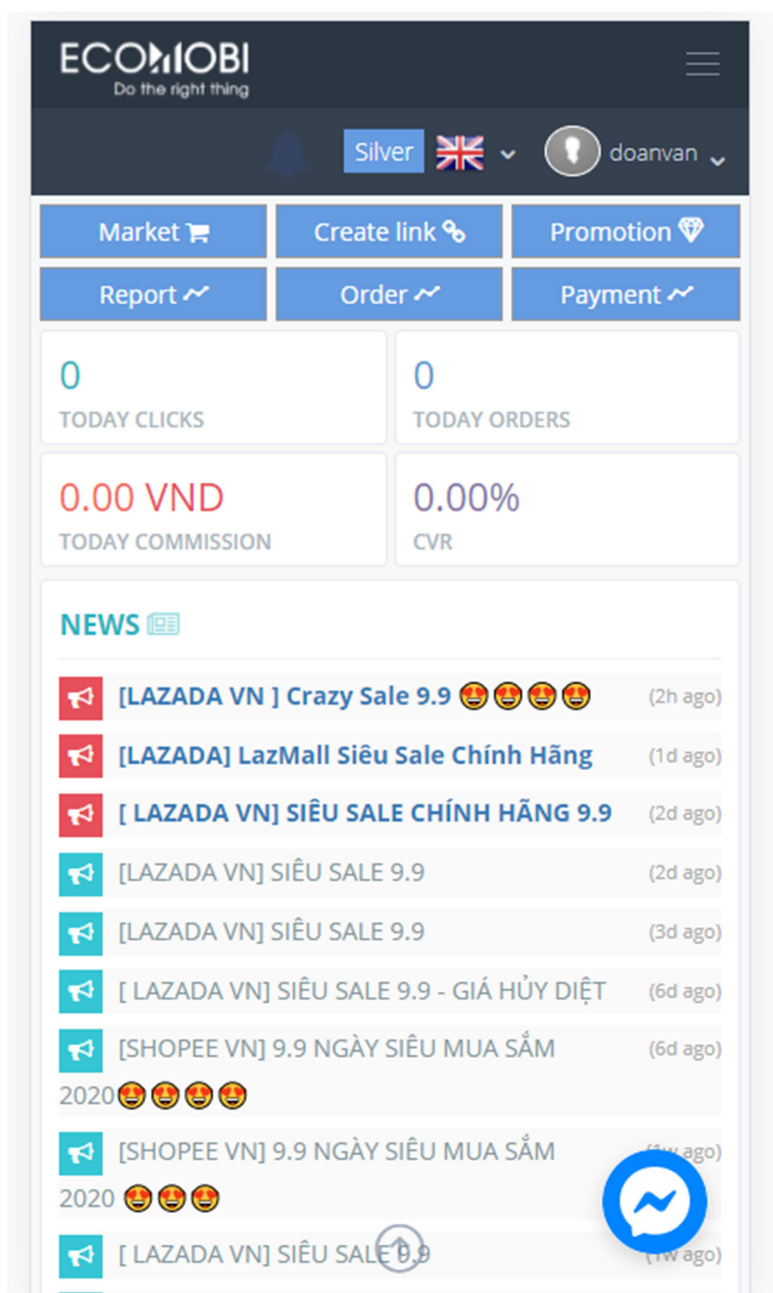 ECOMOBI
Do the right thing
Silver
doanvan
Market
Create link
Promotion
Report
Order
Payment
0
TODAY CLICKS
0
TODAY ORDERS
0.00 VND
TODAY COMMISSION
0.00%
CVR
NEWS
[LAZADA VN ] Crazy Sale 9.9 😍😍😍😍 (2h ago)
[LAZADA] LazMall Siêu Sale Chính Hãng (1d ago)
[ LAZADA VN] SIÊU SALE CHÍNH HÃNG 9.9 (2d ago)
[LAZADA VN] SIÊU SALE 9.9 (2d ago)
[LAZADA VN] SIÊU SALE 9.9 (3d ago)
[ LAZADA VN] SIÊU SALE 9.9 - GIÁ HỦY DIỆT (6d ago)
[SHOPEE VN] 9.9 NGÀY SIÊU MUA SẮM (6d ago)
2020😍😍😍😍
[SHOPEE VN] 9.9 NGÀY SIÊU MUA SẮM (1w ago)
2020 😍😍😍
[ LAZADA VN] SIÊU SALE 9.9 (1w ago)